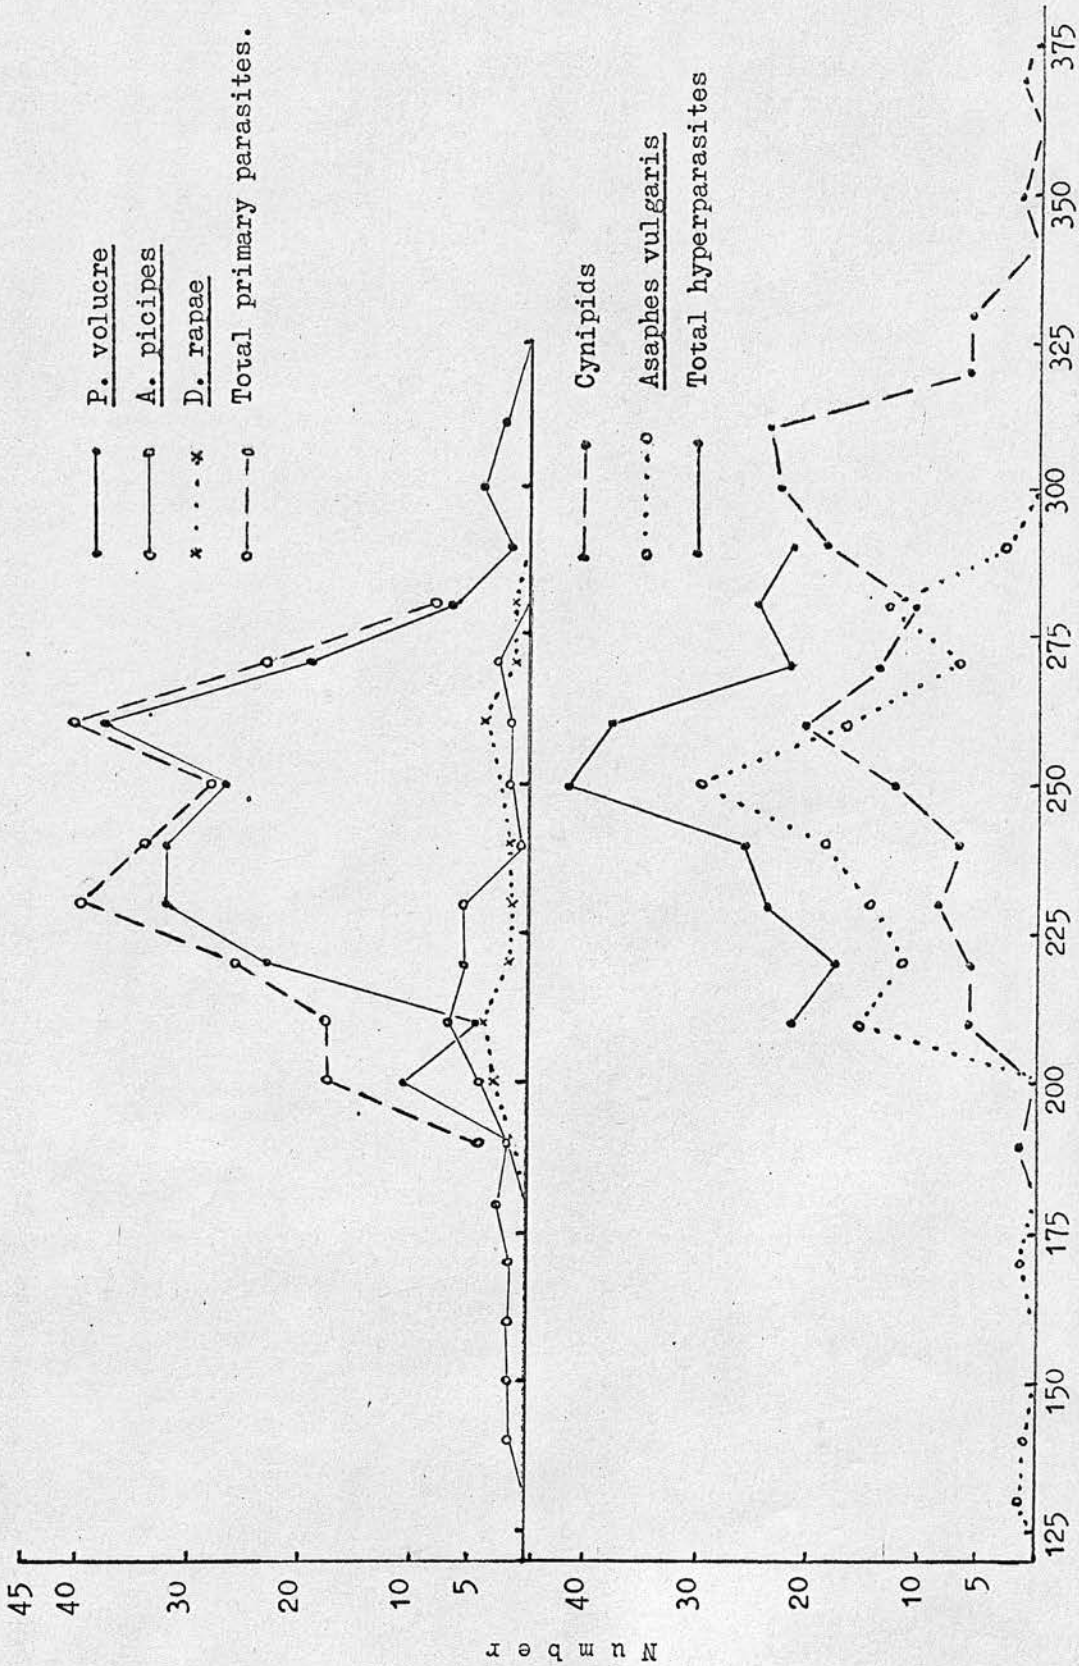 P. volucre
A. picipes
D. rapae
Total primary parasites.
45
40
30
20
10
5
Cynipids
Asaphes vulgaris
Total hyperparasites
40
30
20
10
5
Number
125 150 175 200 225 250 275 300 325 350 375